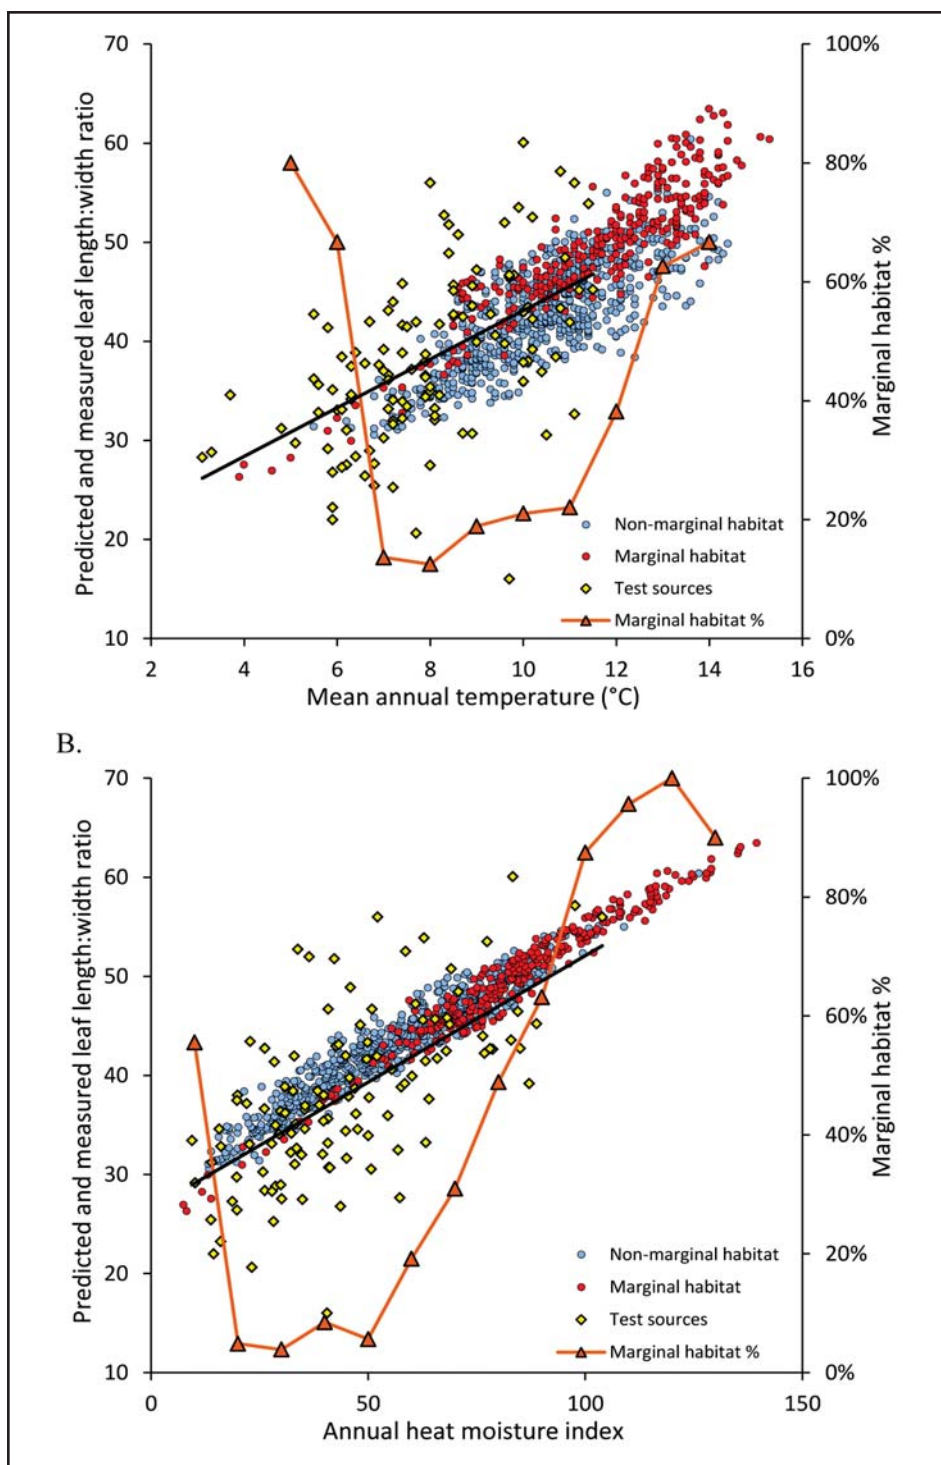 70
60
50
40
30
20
10
Predicted and measured leaf length:width ratio
100%
80%
60%
40%
20%
0%
Marginal habitat %
Non-marginal habitat
Marginal habitat
Test sources
Marginal habitat %
2 4 6 8 10 12 14 16
Mean annual temperature (°C)
B.
70
60
50
40
30
20
10
Predicted and measured leaf length:width ratio
100%
80%
60%
40%
20%
0%
Marginal habitat %
Non-marginal habitat
Marginal habitat
Test sources
Marginal habitat %
0 50 100 150
Annual heat moisture index